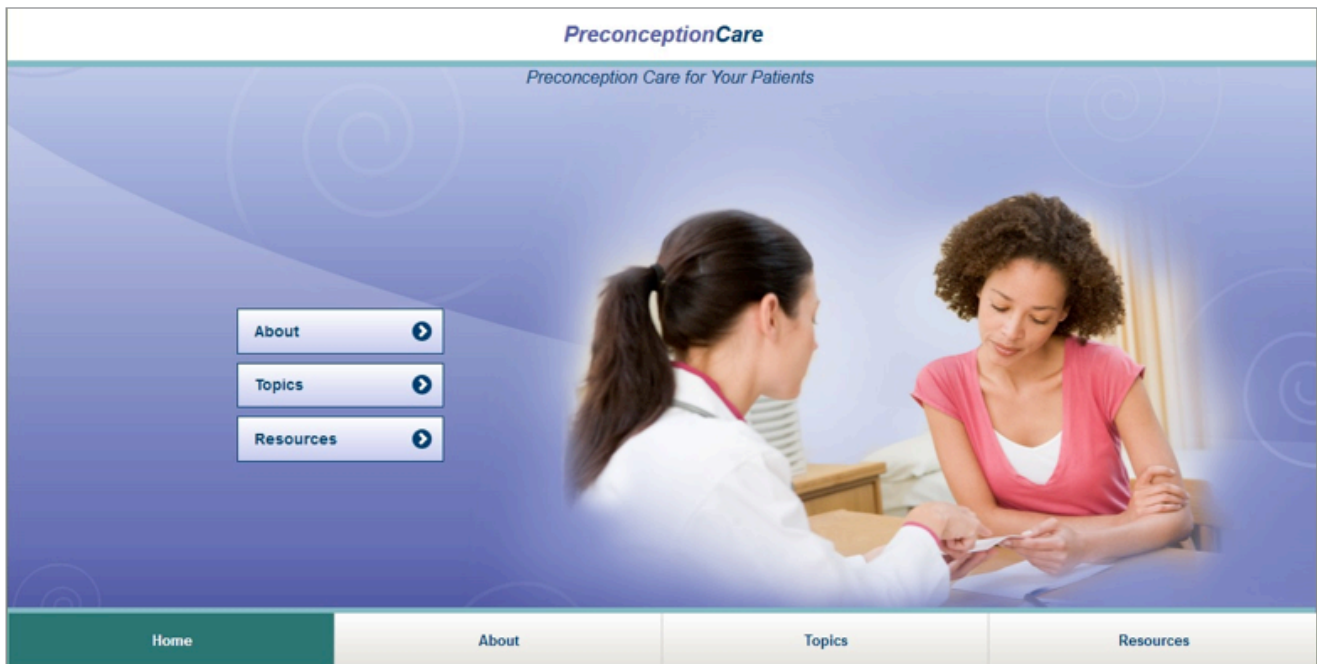 PreconceptionCare
Preconception Care for Your Patients
About
Topics
Resources
Home About Topics Resources